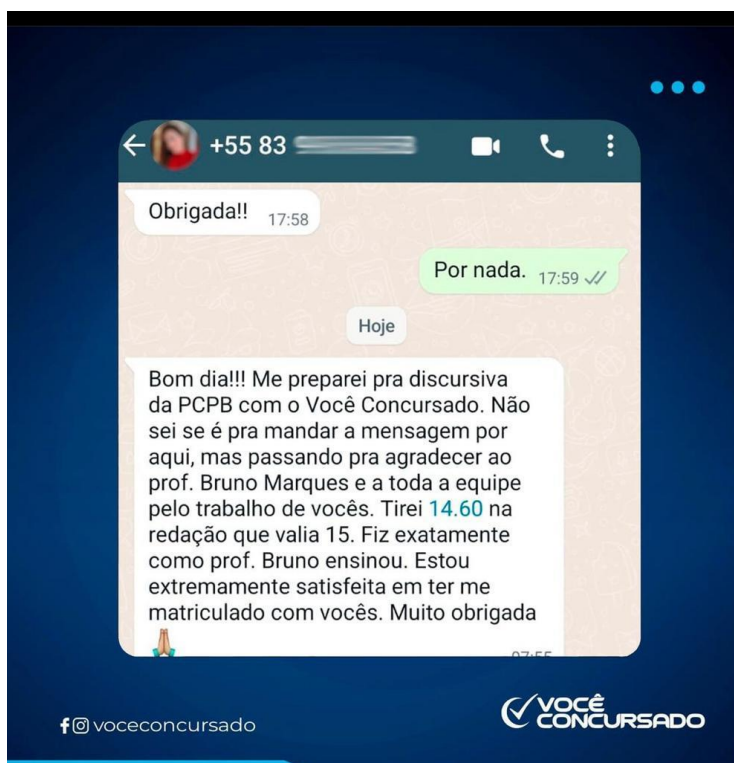 +55 83
Obrigada!! 17:58
Por nada. 17:59
Hoje
Bom dia!!! Me preparei pra discursiva
da PCPB com o Você Concursado. Não
sei se é pra mandar a mensagem por
aqui, mas passando pra agradecer ao
prof. Bruno Marques e a toda a equipe
pelo trabalho de vocês. Tirei 14.60 na
redação que valia 15. Fiz exatamente
como prof. Bruno ensinou. Estou
extremamente satisfeita em ter me
matriculado com vocês. Muito obrigada
voceconcursado
VOCÊ
CONCURSADO